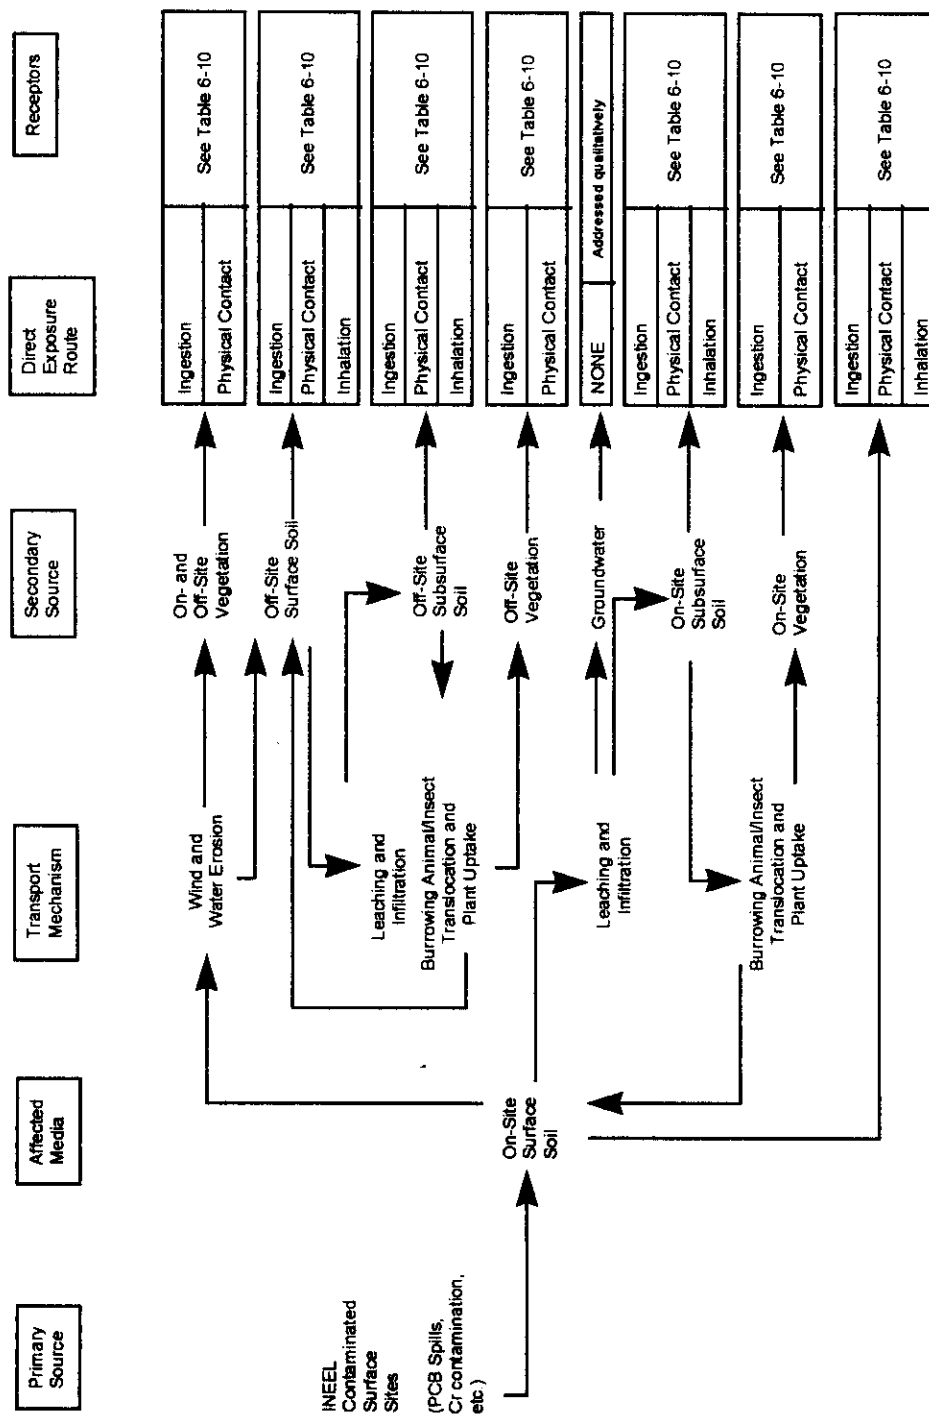 Primary
Source
Affected
Media
Transport
Mechanism
Secondary
Source
Direct
Exposure
Route
Receptors
INEEL
Contaminated
Surface
Sites
(PCB Spills,
Cr contamination,
etc.)
On-Site
Surface
Soil
Wind and
Water Erosion
Leaching and
Infiltration
Burrowing Animal/Insect
Translocation and
Plant Uptake
Leaching and
Infiltration
Burrowing Animal/Insect
Translocation and
Plant Uptake
On- and
Off-Site
Vegetation
Off-Site
Surface Soil
Off-Site
Subsurface
Soil
Off-Site
Vegetation
Groundwater
On-Site
Subsurface
Soil
On-Site
Vegetation
Ingestion
Physical Contact
See Table 6-10
Ingestion
Physical Contact
Inhalation
See Table 6-10
Ingestion
Physical Contact
Inhalation
See Table 6-10
Ingestion
Physical Contact
See Table 6-10
NONE
Addressed qualitatively
Ingestion
Physical Contact
Inhalation
See Table 6-10
Ingestion
Physical Contact
See Table 6-10
Ingestion
Physical Contact
Inhalation
See Table 6-10